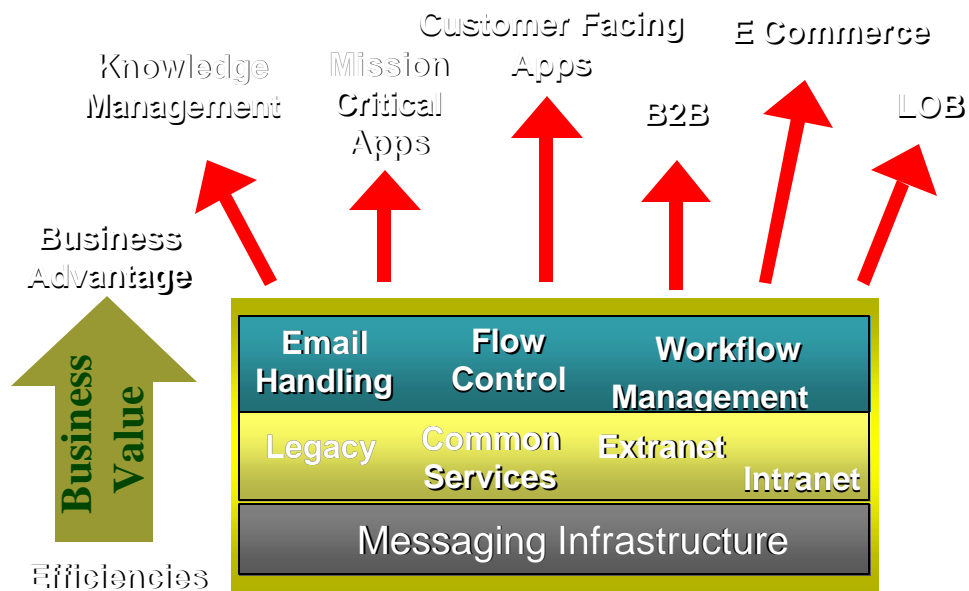 Customer Facing
Apps
E Commerce
Knowledge
Management
Mission
Critical
Apps
B2B
LOB
Business
Advantage
Business
Value
Efficiencies
Email
Handling
Flow
Control
Workflow
Management
Legacy
Common
Services
Extranet
Intranet
Messaging Infrastructure